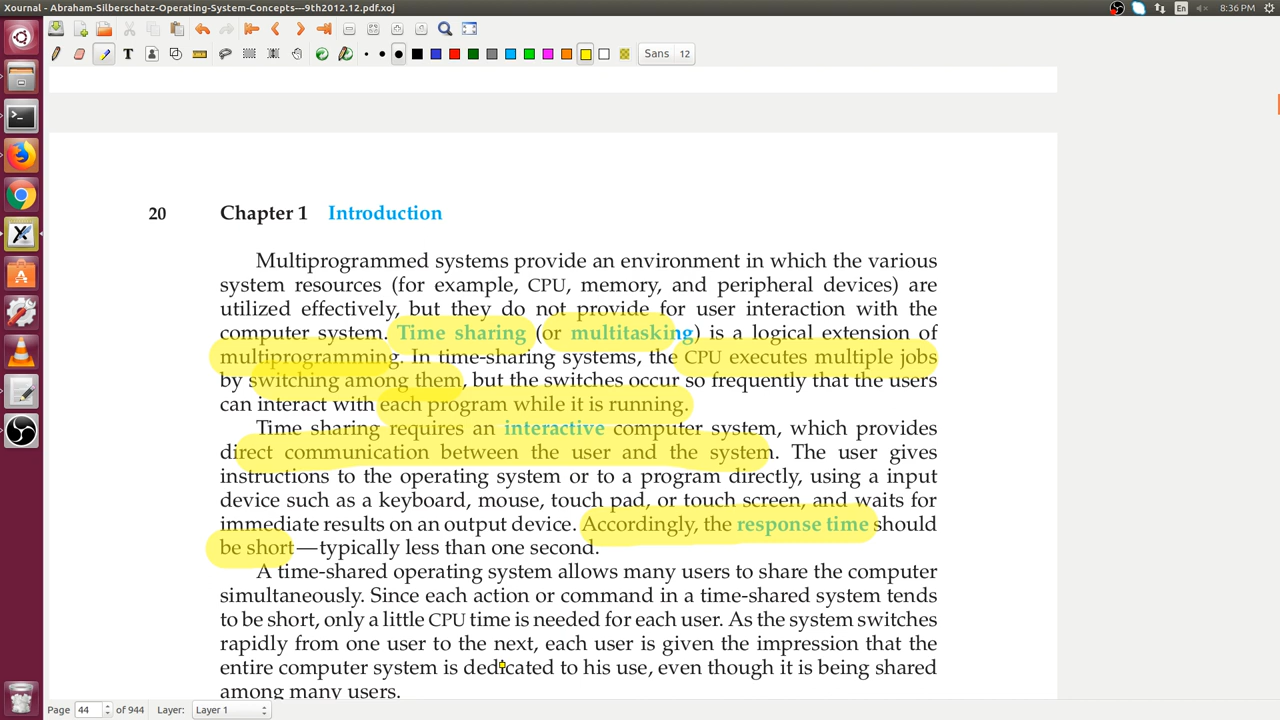 Xournal - Abraham-Silberschatz-Operating-System-Concepts---9th2012.12.pdf.xoj
En
8:36 PM
T
Sans 12
20 Chapter 1 Introduction
Multiprogrammed systems provide an environment in which the various
system resources (for example, CPU, memory, and peripheral devices) are
utilized effectively, but they do not provide for user interaction with the
computer system. Time sharing (or multitasking) is a logical extension of
multiprogramming. In time-sharing systems, the CPU executes multiple jobs
by switching among them, but the switches occur so frequently that the users
can interact with each program while it is running.
Time sharing requires an interactive computer system, which provides
direct communication between the user and the system. The user gives
instructions to the operating system or to a program directly, using a input
device such as a keyboard, mouse, touch pad, or touch screen, and waits for
immediate results on an output device. Accordingly, the response time should
be short—typically less than one second.
A time-shared operating system allows many users to share the computer
simultaneously. Since each action or command in a time-shared system tends
to be short, only a little CPU time is needed for each user. As the system switches
rapidly from one user to the next, each user is given the impression that the
entire computer system is dedicated to his use, even though it is being shared
among many users.
Page 44 of 944 Layer: Layer 1